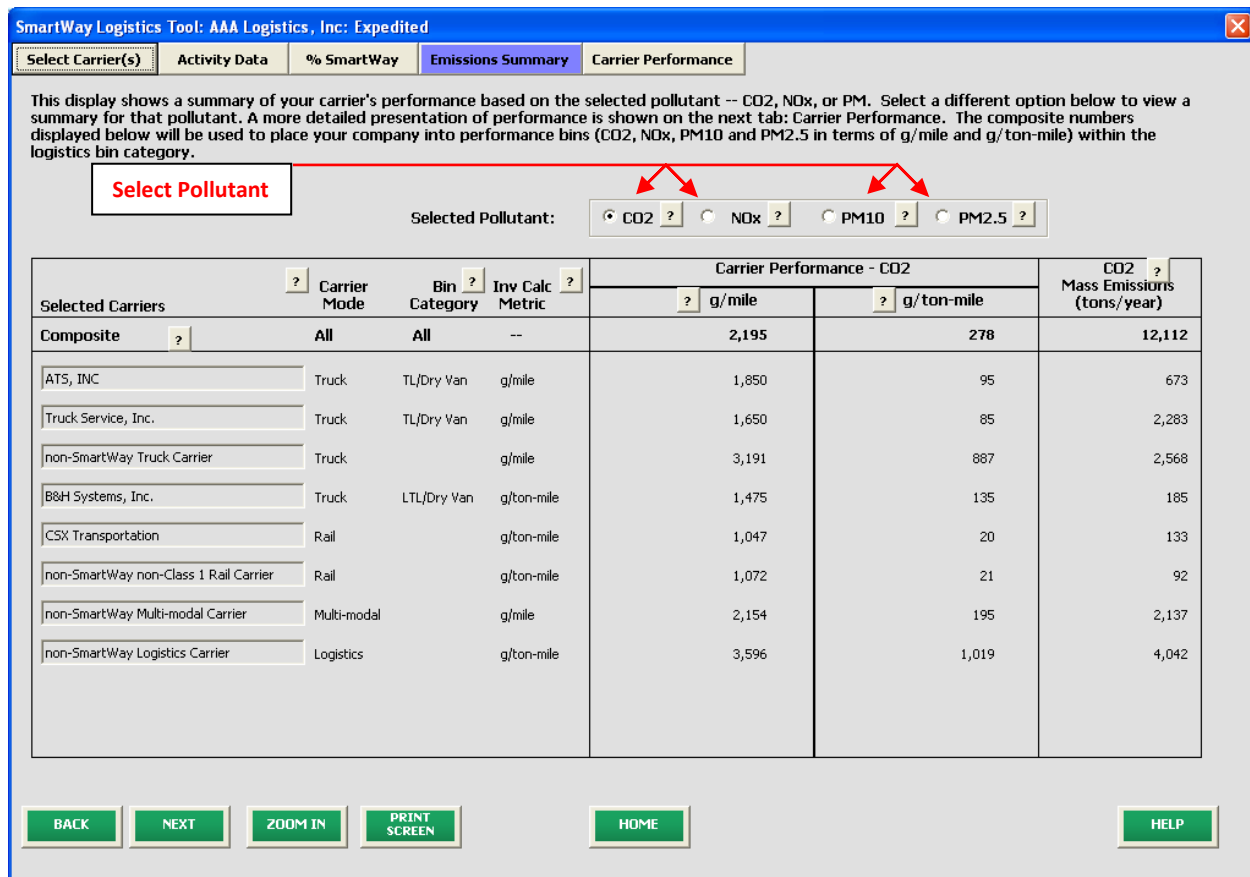 SmartWay Logistics Tool: AAA Logistics, Inc: Expedited
Select Carrier(s) Activity Data % SmartWay Emissions Summary Carrier Performance
This display shows a summary of your carrier's performance based on the selected pollutant -- CO2, NOx, or PM. Select a different option below to view a
summary for that pollutant. A more detailed presentation of performance is shown on the next tab: Carrier Performance. The composite numbers
displayed below will be used to place your company into performance bins (CO2, NOx, PM10 and PM2.5 in terms of g/mile and g/ton-mile) within the
logistics bin category.
Select Pollutant
Selected Pollutant: CO2 ? NOx ? PM10 ? PM2.5 ?
Selected Carriers ? Carrier Mode Bin ? Category Inv Calc ? Metric
Carrier Performance - CO2
? g/mile ? g/ton-mile
CO2 ?
Mass Emissions
(tons/year)
Composite ? All All -- 2,195 278 12,112
ATS, INC Truck TL/Dry Van g/mile 1,850 95 673
Truck Service, Inc. Truck TL/Dry Van g/mile 1,650 85 2,283
non-SmartWay Truck Carrier Truck g/mile 3,191 887 2,568
B&H Systems, Inc. Truck LTL/Dry Van g/ton-mile 1,475 135 185
CSX Transportation Rail g/ton-mile 1,047 20 133
non-SmartWay non-Class 1 Rail Carrier Rail g/ton-mile 1,072 21 92
non-SmartWay Multi-modal Carrier Multi-modal g/mile 2,154 195 2,137
non-SmartWay Logistics Carrier Logistics g/ton-mile 3,596 1,019 4,042
BACK NEXT ZOOM IN PRINT SCREEN HOME HELP